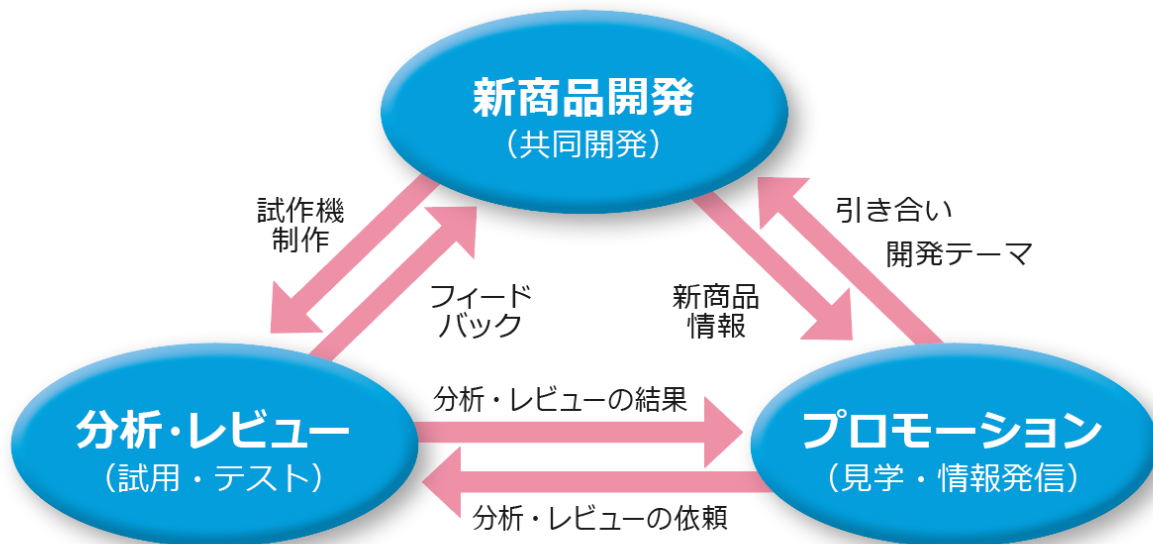 新商品開発
（共同開発）
試作機
制作
フィード
バック
新商品
情報
引き合い
開発テーマ
分析・レビュー
（試用・テスト）
分析・レビューの結果
分析・レビューの依頼
プロモーション
（見学・情報発信）